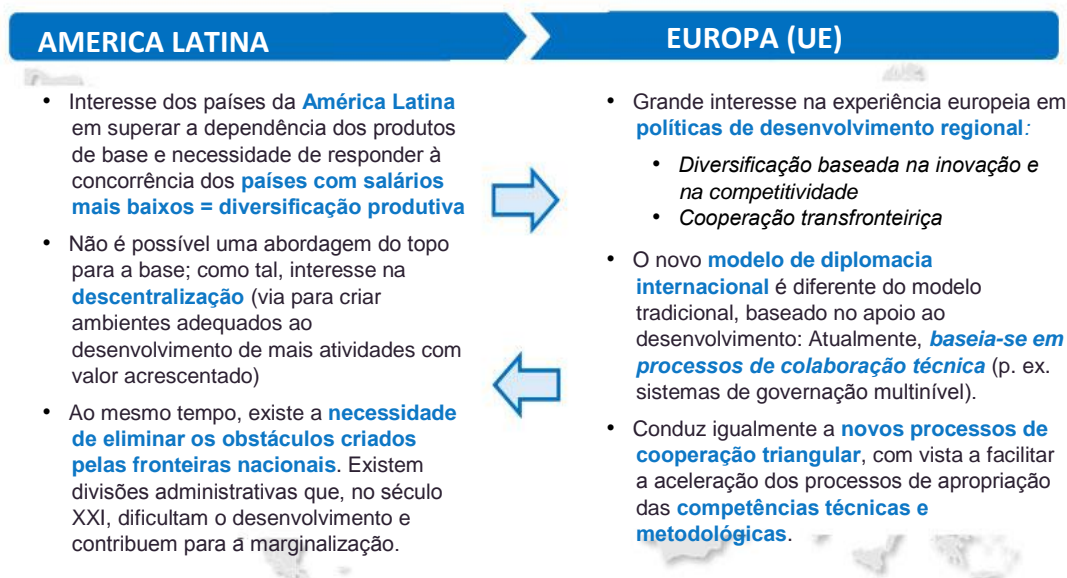 AMERICA LATINA
• Interesse dos países da América Latina
em superar a dependência dos produtos
de base e necessidade de responder à
concorrência dos países com salários
mais baixos = diversificação produtiva
• Não é possível uma abordagem do topo
para a base; como tal, interesse na
descentralização (via para criar
ambientes adequados ao
desenvolvimento de mais atividades com
valor acrescentado)
• Ao mesmo tempo, existe a necessidade
de eliminar os obstáculos criados
pelas fronteiras nacionais. Existem
divisões administrativas que, no século
XXI, dificultam o desenvolvimento e
contribuem para a marginalização.
EUROPA (UE)
• Grande interesse na experiência europeia em
políticas de desenvolvimento regional:
• Diversificação baseada na inovação e
na competitividade
• Cooperação transfronteiriça
• O novo modelo de diplomacia
internacional é diferente do modelo
tradicional, baseado no apoio ao
desenvolvimento: Atualmente, baseia-se em
processos de colaboração técnica (p. ex.
sistemas de governação multinível).
• Conduz igualmente a novos processos de
cooperação triangular, com vista a facilitar
a aceleração dos processos de apropriação
das competências técnicas e
metodológicas.